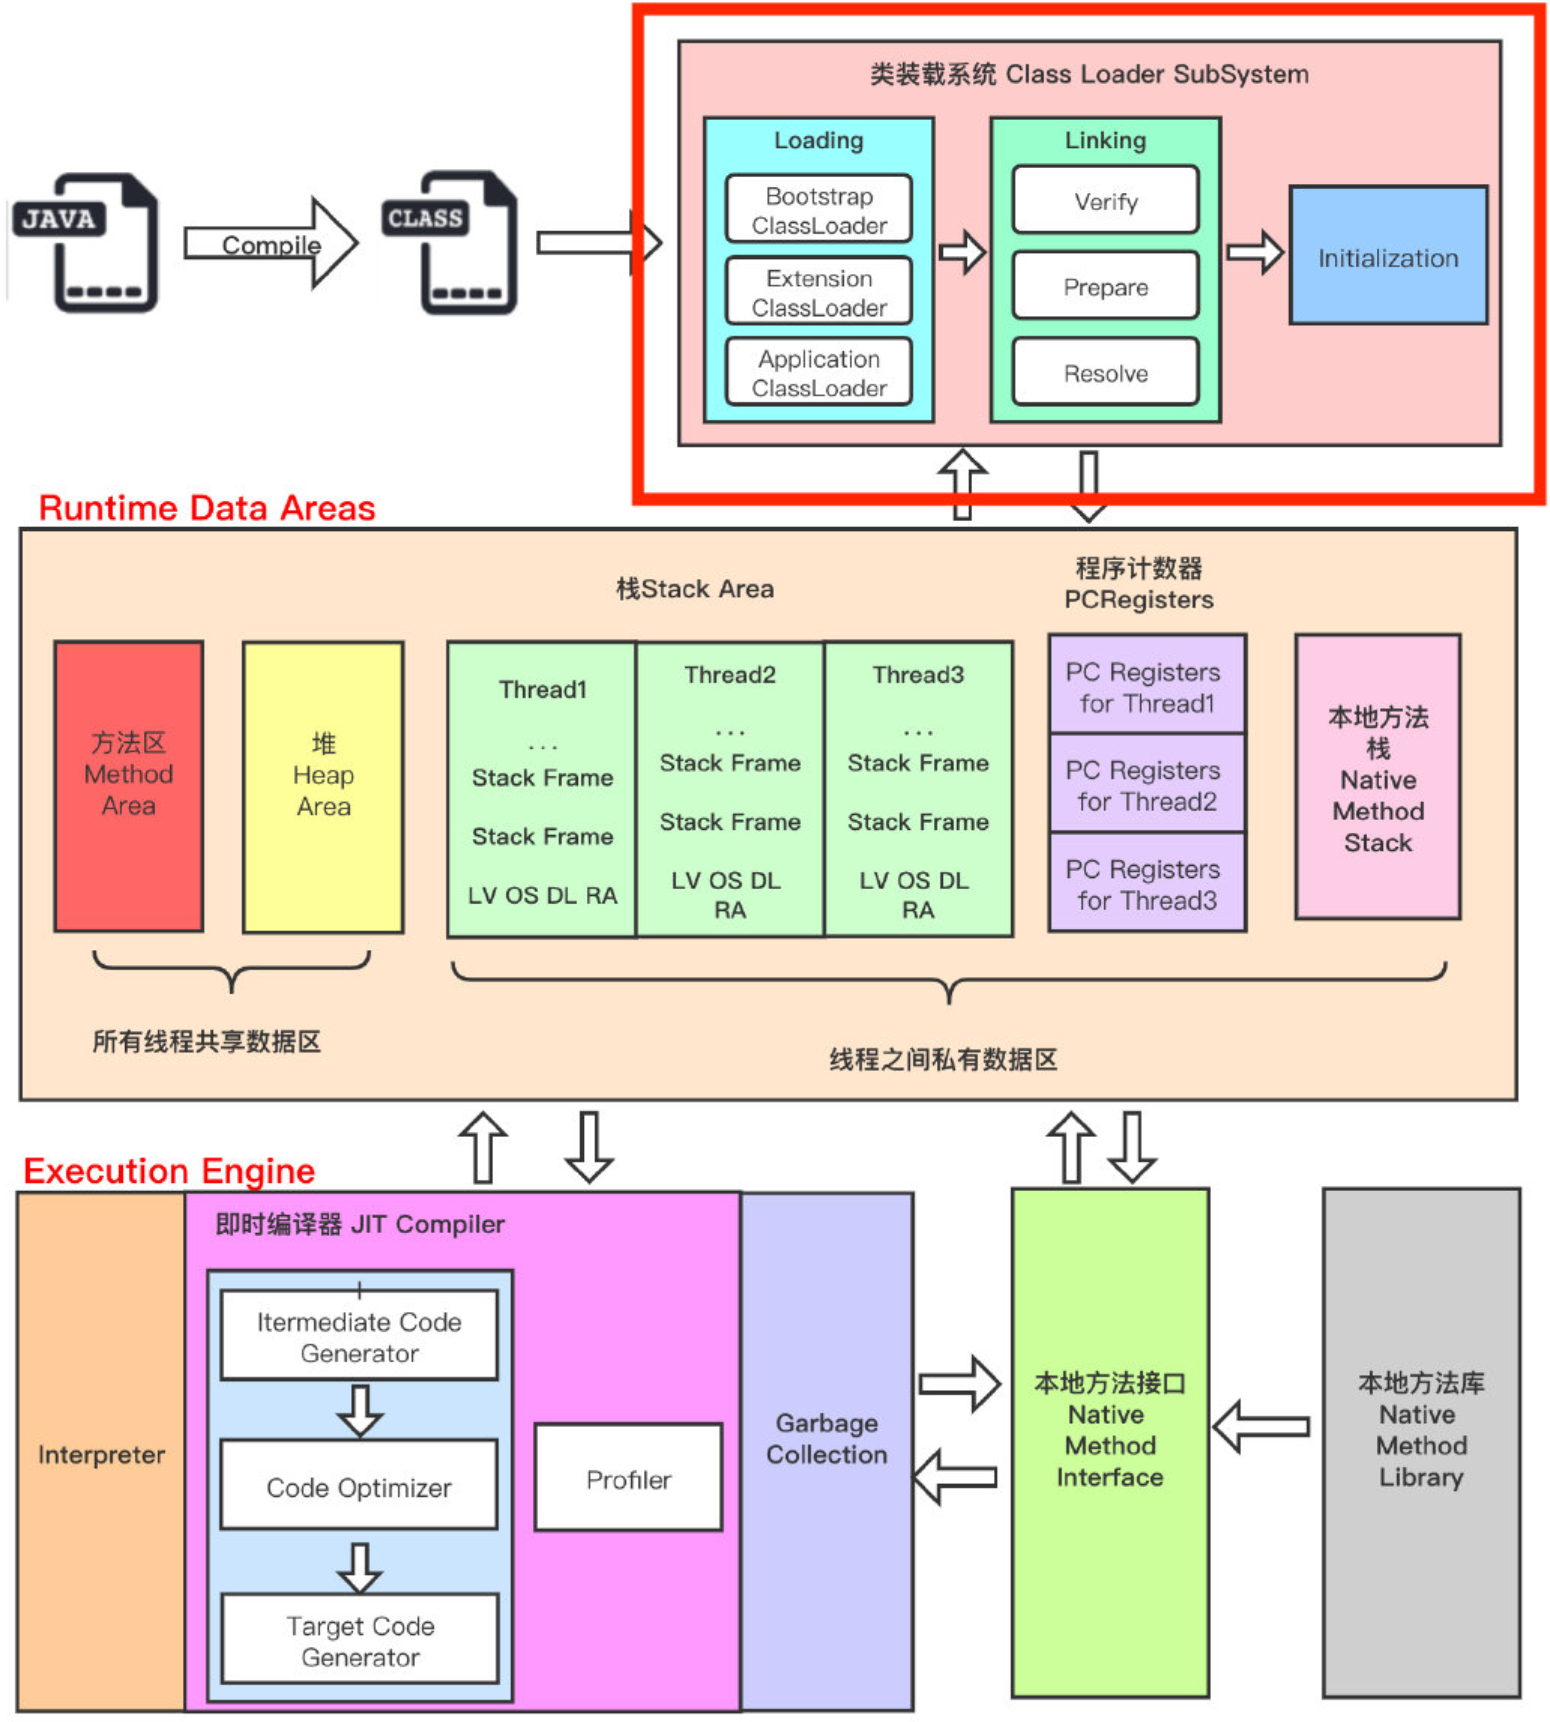 类装载系统 Class Loader SubSystem
Loading
Bootstrap
ClassLoader
Extension
ClassLoader
Application
ClassLoader
Linking
Verify
Prepare
Resolve
Initialization
JAVA
Compile
CLASS
Runtime Data Areas
栈Stack Area
程序计数器
PCRegisters
方法区
Method
Area
堆
Heap
Area
Thread1
...
Stack Frame
Stack Frame
LV OS DL RA
Thread2
...
Stack Frame
Stack Frame
LV OS DL
RA
Thread3
...
Stack Frame
Stack Frame
LV OS DL
RA
PC Registers
for Thread1
PC Registers
for Thread2
PC Registers
for Thread3
本地方法
栈
Native
Method
Stack
所有线程共享数据区
线程之间私有数据区
Execution Engine
Interpreter
即时编译器 JIT Compiler
Itermediate Code
Generator
Code Optimizer
Target Code
Generator
Profiler
Garbage
Collection
本地方法接口
Native
Method
Interface
本地方法库
Native
Method
Library